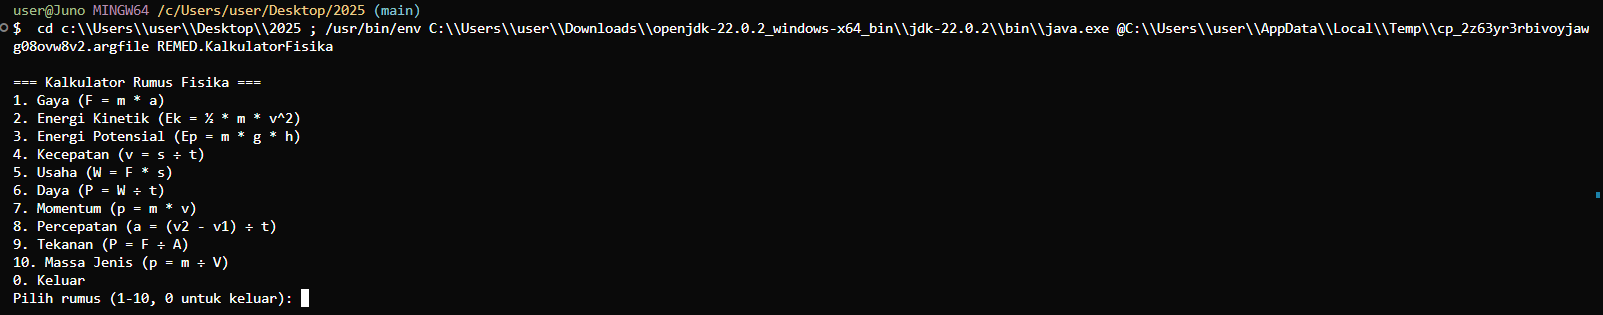 user@Juno MINGW64 /c/Users/user/Desktop/2025 (main)
$  cd c:\\Users\\user\\Desktop\\2025 ; /usr/bin/env C:\\Users\\user\\Downloads\\openjdk-22.0.2_windows-x64_bin\\jdk-22.0.2\\bin\\java.exe @C:\\Users\\user\\AppData\\Local\\Temp\\cp_2z63yr3rbivoyjaw
g08ovw8v2.argfile REMED.KalkulatorFisika

=== Kalkulator Rumus Fisika ===
1. Gaya (F = m * a)
2. Energi Kinetik (Ek = ½ * m * v^2)
3. Energi Potensial (Ep = m * g * h)
4. Kecepatan (v = s ÷ t)
5. Usaha (W = F * s)
6. Daya (P = W ÷ t)
7. Momentum (p = m * v)
8. Percepatan (a = (v2 - v1) ÷ t)
9. Tekanan (P = F ÷ A)
10. Massa Jenis (p = m ÷ V)
0. Keluar
Pilih rumus (1-10, 0 untuk keluar):